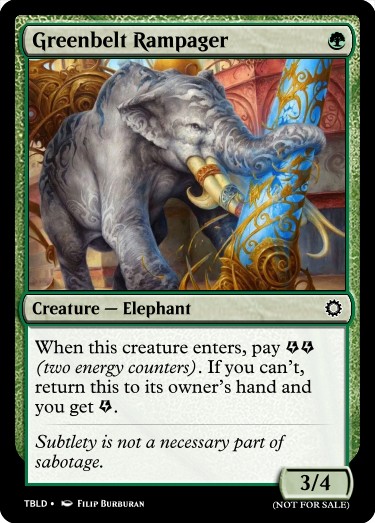 Greenbelt Rampager
Creature — Elephant
When this creature enters, pay
(two energy counters). If you can't,
return this to its owner's hand and
you get .
Subtlety is not a necessary part of
sabotage.
3/4
TBLD • Filip Burburan
(NOT FOR SALE)